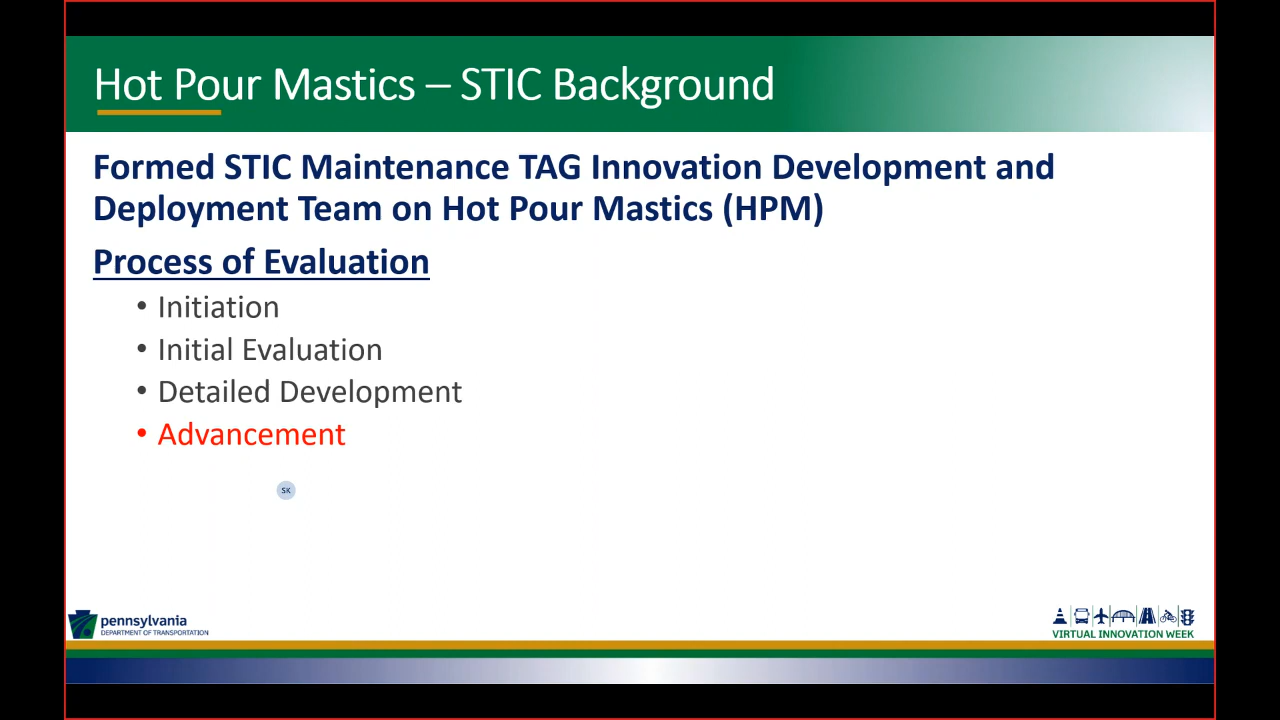 Hot Pour Mastics – STIC Background
Formed STIC Maintenance TAG Innovation Development and
Deployment Team on Hot Pour Mastics (HPM)
Process of Evaluation
• Initiation
• Initial Evaluation
• Detailed Development
• Advancement
SK
pennsylvania
DEPARTMENT OF TRANSPORTATION
VIRTUAL INNOVATION WEEK